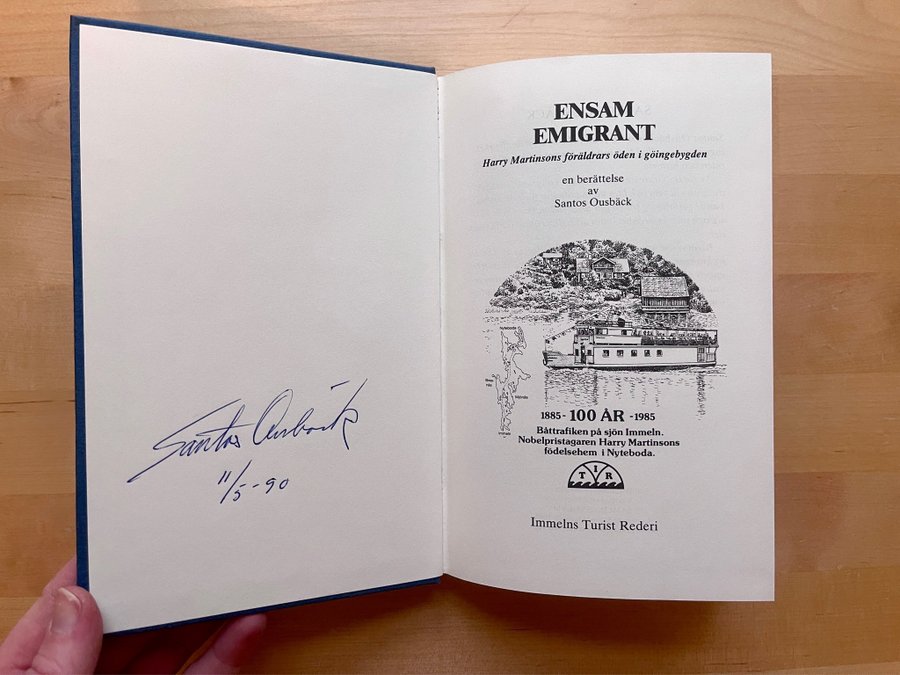 Santos Ousbäck
11/5-90
ENSAM
EMIGRANT
Harry Martinsons föräldrars öden i göingebygden
en berättelse
av
Santos Ousbäck
Nyteboda
1885- 100 ÅR -1985
Båttrafiken på sjön Immeln.
Nobelpristagaren Harry Martinsons
födelsehem i Nyteboda.
T I R
Immelns Turist Rederi